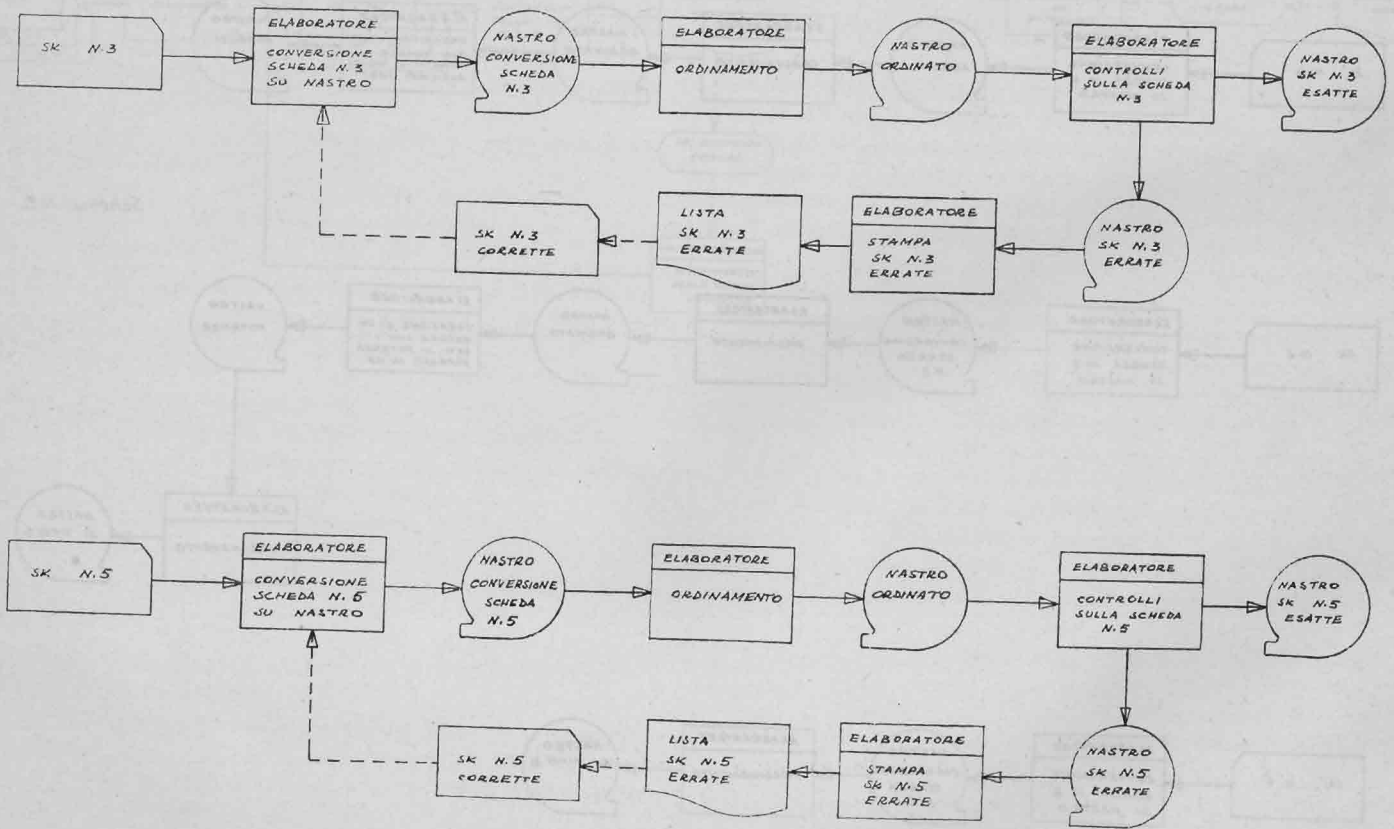 SK N.3
ELABORATORE
CONVERSIONE
SCHEDA N.3
SU NASTRO
NASTRO
CONVERSIONE
SCHEDA
N.3
ELABORATORE
ORDINAMENTO
NASTRO
ORDINATO
ELABORATORE
CONTROLLI
SULLA SCHEDA
N.3
NASTRO
SK N.3
ESATTE
SK N.3
CORRETTE
LISTA
SK N.3
ERRATE
ELABORATORE
STAMPA
SK N.3
ERRATE
NASTRO
SK N.3
ERRATE
SK N.5
ELABORATORE
CONVERSIONE
SCHEDA N.5
SU NASTRO
NASTRO
CONVERSIONE
SCHEDA
N.5
ELABORATORE
ORDINAMENTO
NASTRO
ORDINATO
ELABORATORE
CONTROLLI
SULLA SCHEDA
N.5
NASTRO
SK N.5
ESATTE
SK N.5
CORRETTE
LISTA
SK N.5
ERRATE
ELABORATORE
STAMPA
SK N.5
ERRATE
NASTRO
SK N.5
ERRATE